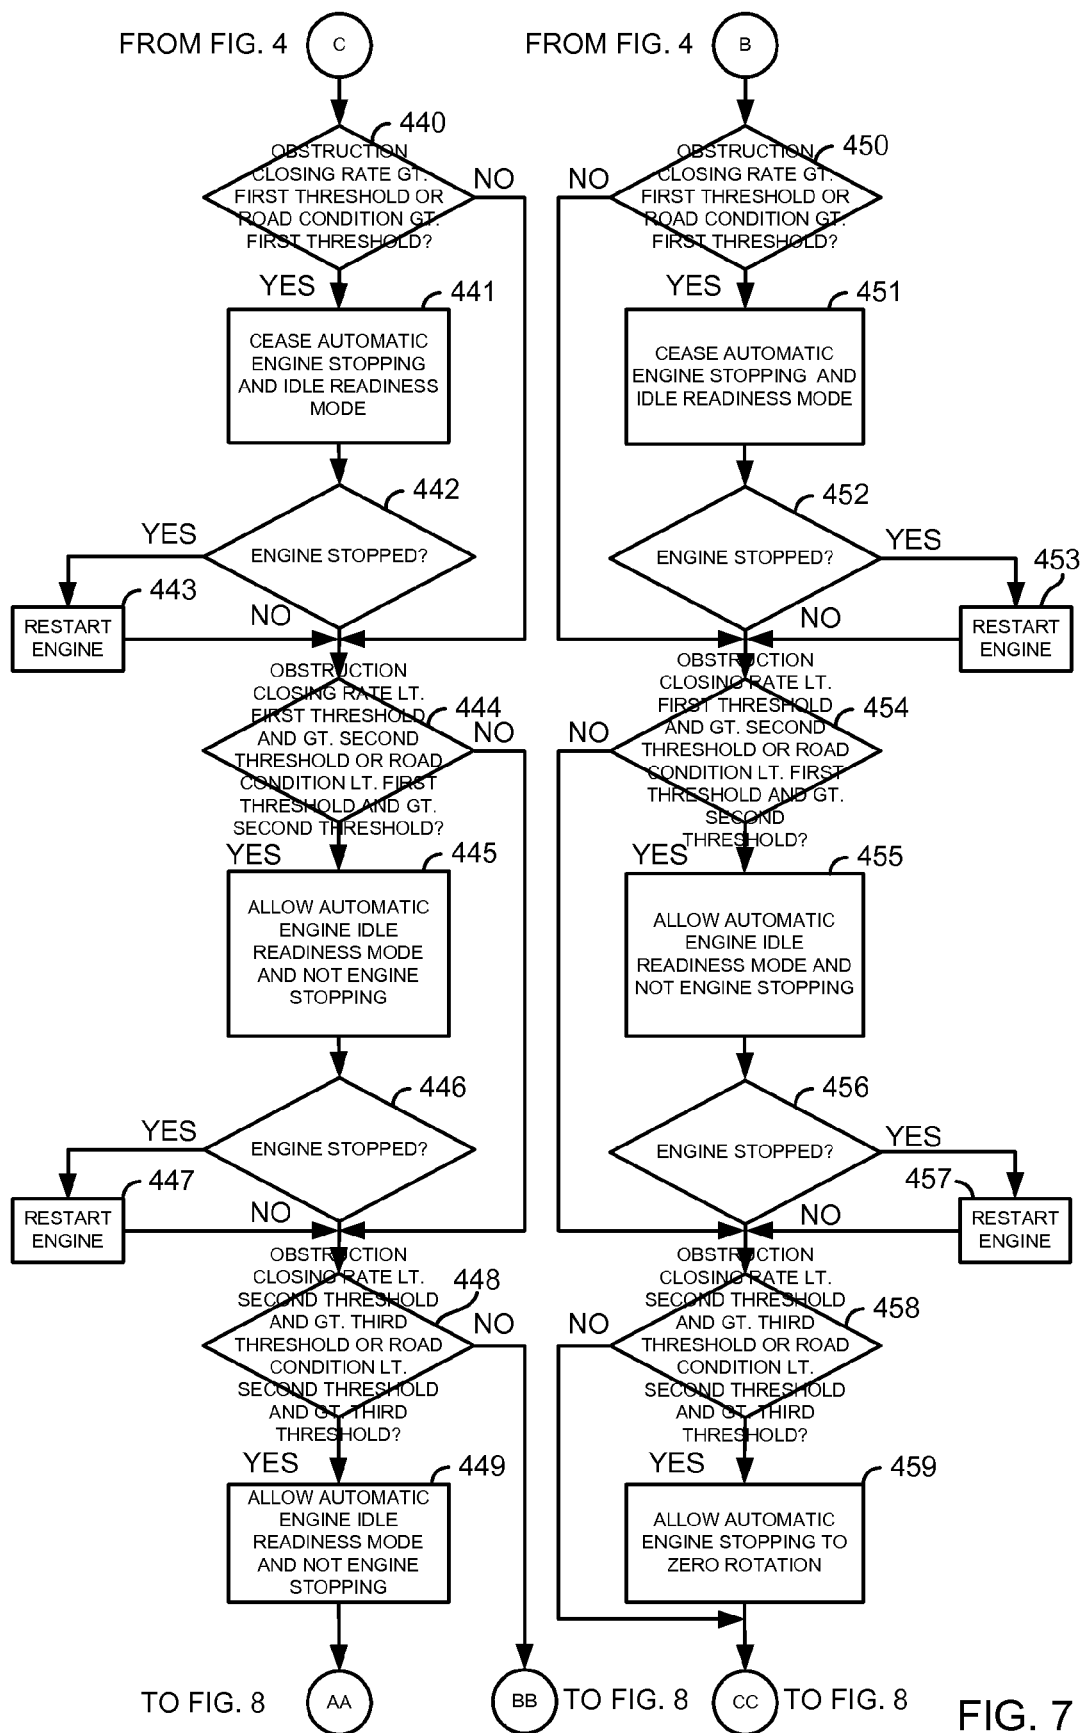 FROM FIG. 4
C
440
OBSTRUCTION
CLOSING RATE GT.
FIRST THRESHOLD OR
ROAD CONDITION GT.
FIRST THRESHOLD?
NO
YES
441
CEASE AUTOMATIC
ENGINE STOPPING
AND IDLE READINESS
MODE
442
ENGINE STOPPED?
YES
443
RESTART
ENGINE
NO
OBSTRUCTION
CLOSING RATE LT.
FIRST THRESHOLD
AND GT. SECOND
THRESHOLD OR ROAD
CONDITION LT. FIRST
THRESHOLD AND GT.
SECOND THRESHOLD?
444
NO
YES
445
ALLOW AUTOMATIC
ENGINE IDLE
READINESS MODE
AND NOT ENGINE
STOPPING
446
ENGINE STOPPED?
YES
447
RESTART
ENGINE
NO
OBSTRUCTION
CLOSING RATE LT.
SECOND THRESHOLD
AND GT. THIRD
THRESHOLD OR ROAD
CONDITION LT.
SECOND THRESHOLD
AND GT. THIRD
THRESHOLD?
448
NO
YES
449
ALLOW AUTOMATIC
ENGINE IDLE
READINESS MODE
AND NOT ENGINE
STOPPING
TO FIG. 8
AA
BB
TO FIG. 8
FROM FIG. 4
B
450
OBSTRUCTION
CLOSING RATE GT.
FIRST THRESHOLD OR
ROAD CONDITION GT.
FIRST THRESHOLD?
NO
YES
451
CEASE AUTOMATIC
ENGINE STOPPING AND
IDLE READINESS MODE
452
ENGINE STOPPED?
YES
453
RESTART
ENGINE
NO
OBSTRUCTION
CLOSING RATE LT.
FIRST THRESHOLD
AND GT. SECOND
THRESHOLD OR ROAD
CONDITION LT. FIRST
THRESHOLD AND GT.
SECOND
THRESHOLD?
454
NO
YES
455
ALLOW AUTOMATIC
ENGINE IDLE
READINESS MODE AND
NOT ENGINE STOPPING
456
ENGINE STOPPED?
YES
457
RESTART
ENGINE
NO
OBSTRUCTION
CLOSING RATE LT.
SECOND THRESHOLD
AND GT. THIRD
THRESHOLD OR ROAD
CONDITION LT.
SECOND THRESHOLD
AND GT. THIRD
THRESHOLD?
458
NO
YES
459
ALLOW AUTOMATIC
ENGINE STOPPING TO
ZERO ROTATION
CC
TO FIG. 8
FIG. 7